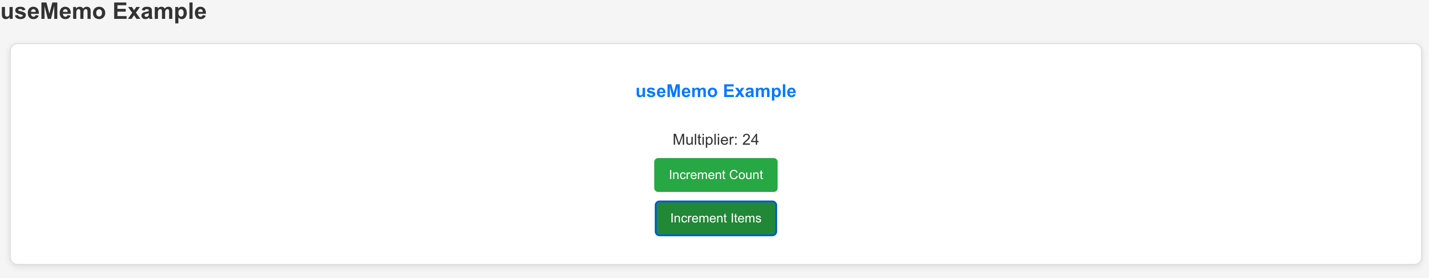 useMemo Example
useMemo Example
Multiplier: 24
Increment Count
Increment Items